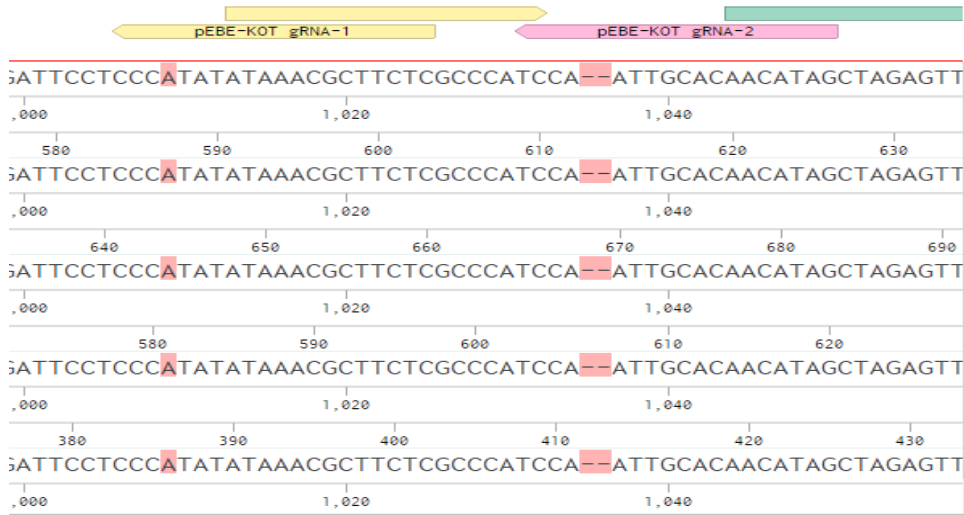 pEBE-KOT gRNA-1 pEBE-KOT gRNA-2
GATTCCTCCCATATATAAACGCTTCTCGCCCATCCA--ATTGCACAACATAGCTAGAGTT
,000 1,020 1,040
580 590 600 610 620 630
GATTCCTCCCATATATAAACGCTTCTCGCCCATCCA--ATTGCACAACATAGCTAGAGTT
,000 1,020 1,040
640 650 660 670 680 690
GATTCCTCCCATATATAAACGCTTCTCGCCCATCCA--ATTGCACAACATAGCTAGAGTT
,000 1,020 1,040
580 590 600 610 620
GATTCCTCCCATATATAAACGCTTCTCGCCCATCCA--ATTGCACAACATAGCTAGAGTT
,000 1,020 1,040
380 390 400 410 420 430
GATTCCTCCCATATATAAACGCTTCTCGCCCATCCA--ATTGCACAACATAGCTAGAGTT
,000 1,020 1,040